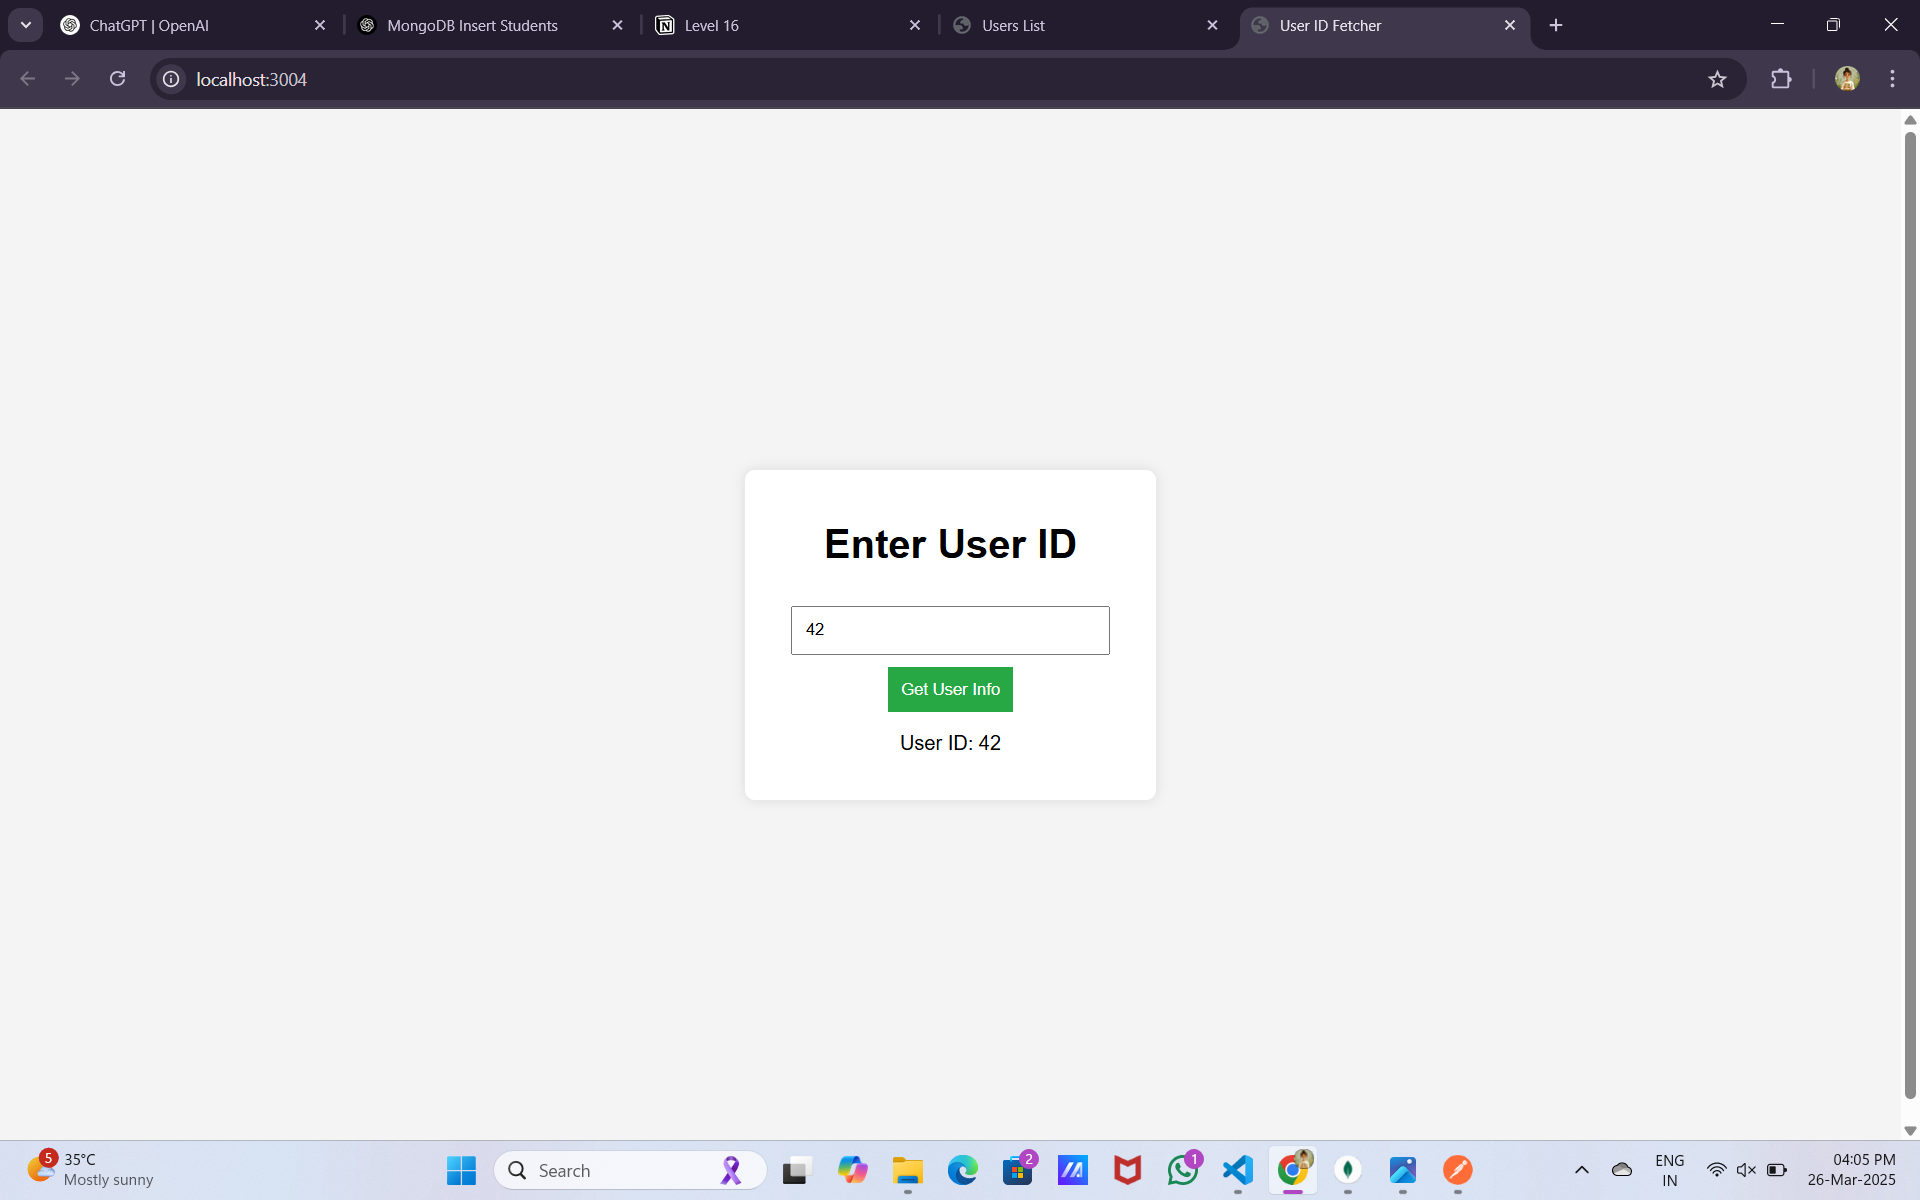 ChatGPT | OpenAI
MongoDB Insert Students
Level 16
Users List
User ID Fetcher
localhost:3004
Enter User ID
42
Get User Info
User ID: 42
5
35°C
Mostly sunny
Search
2
1
ENG
IN
04:05 PM
26-Mar-2025